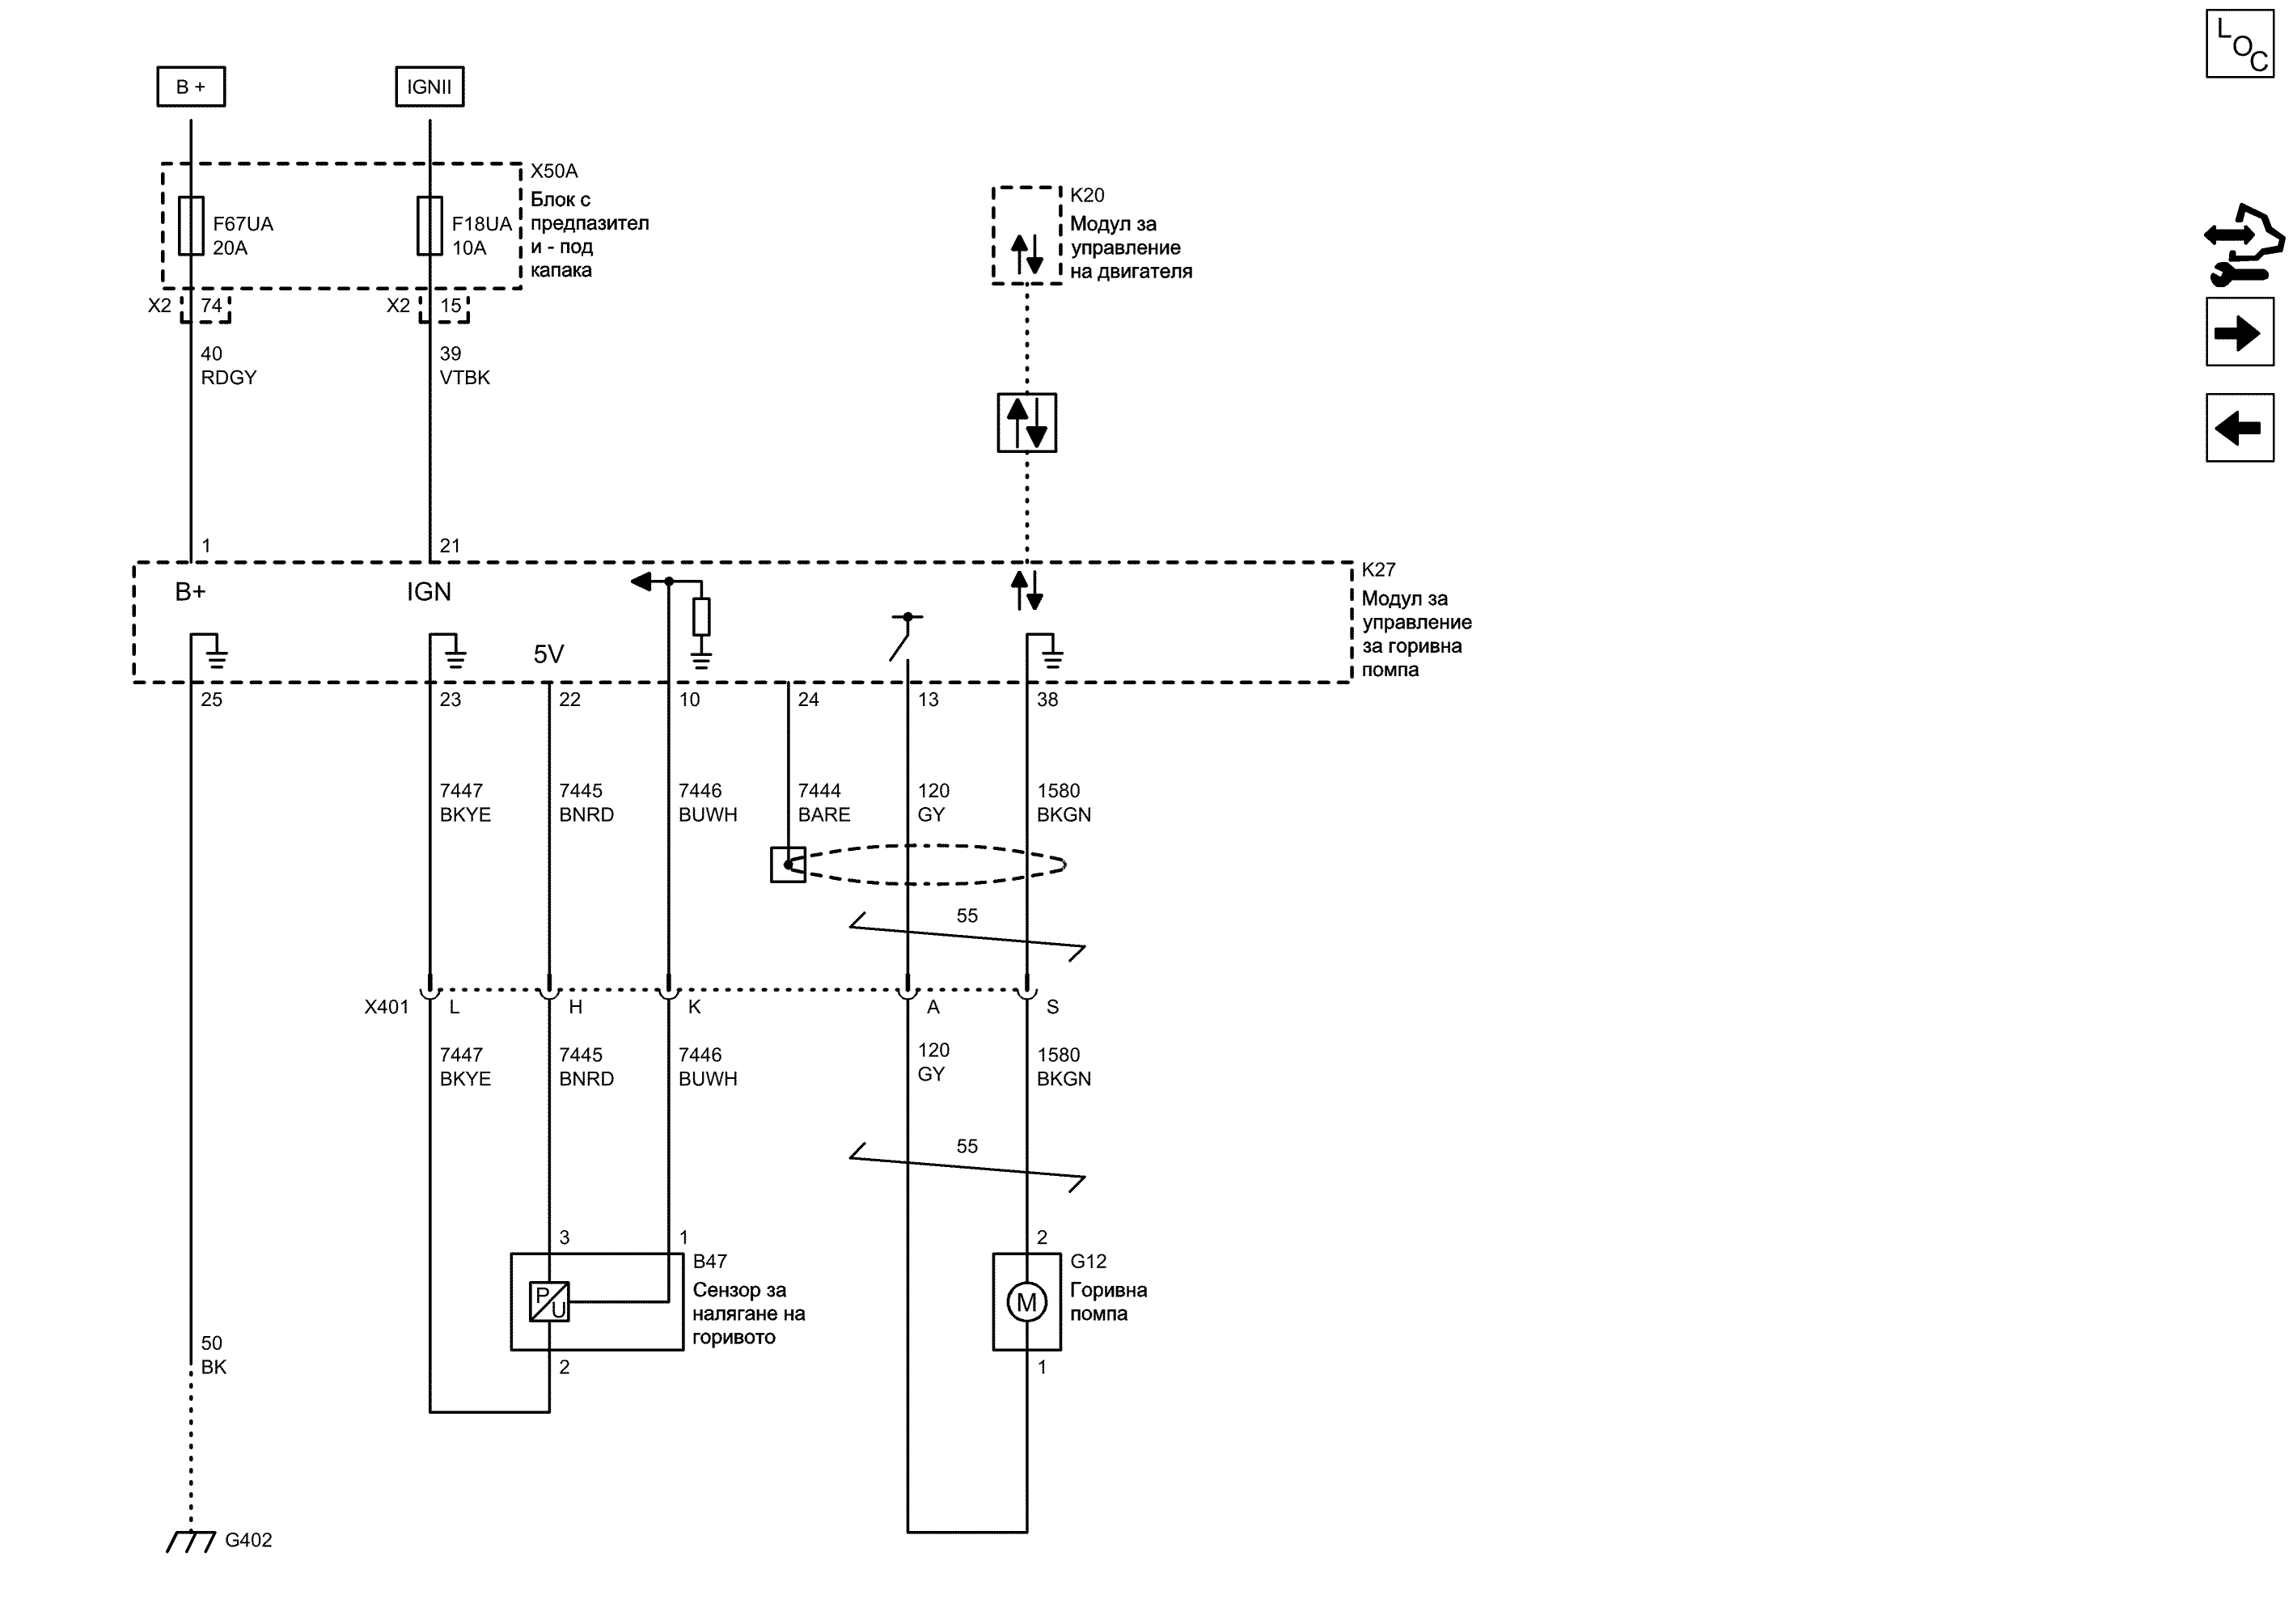 L O C
B +
IGNII
X50A
Блок с
предпазител
и - под
капака
F67UA
20A
F18UA
10A
K20
Модул за
управление
на двигателя
X2
74
X2
15
40
RDGY
39
VTBK
1
21
K27
Модул за
управление
за горивна
помпа
B+
IGN
5V
25
23
22
10
24
13
38
7447
BKYE
7445
BNRD
7446
BUWH
7444
BARE
120
GY
1580
BKGN
55
X401
L
H
K
A
S
7447
BKYE
7445
BNRD
7446
BUWH
120
GY
1580
BKGN
55
3
1
2
B47
Сензор за
налягане на
горивото
P
U
G12
Горивна
помпа
M
2
1
50
BK
G402